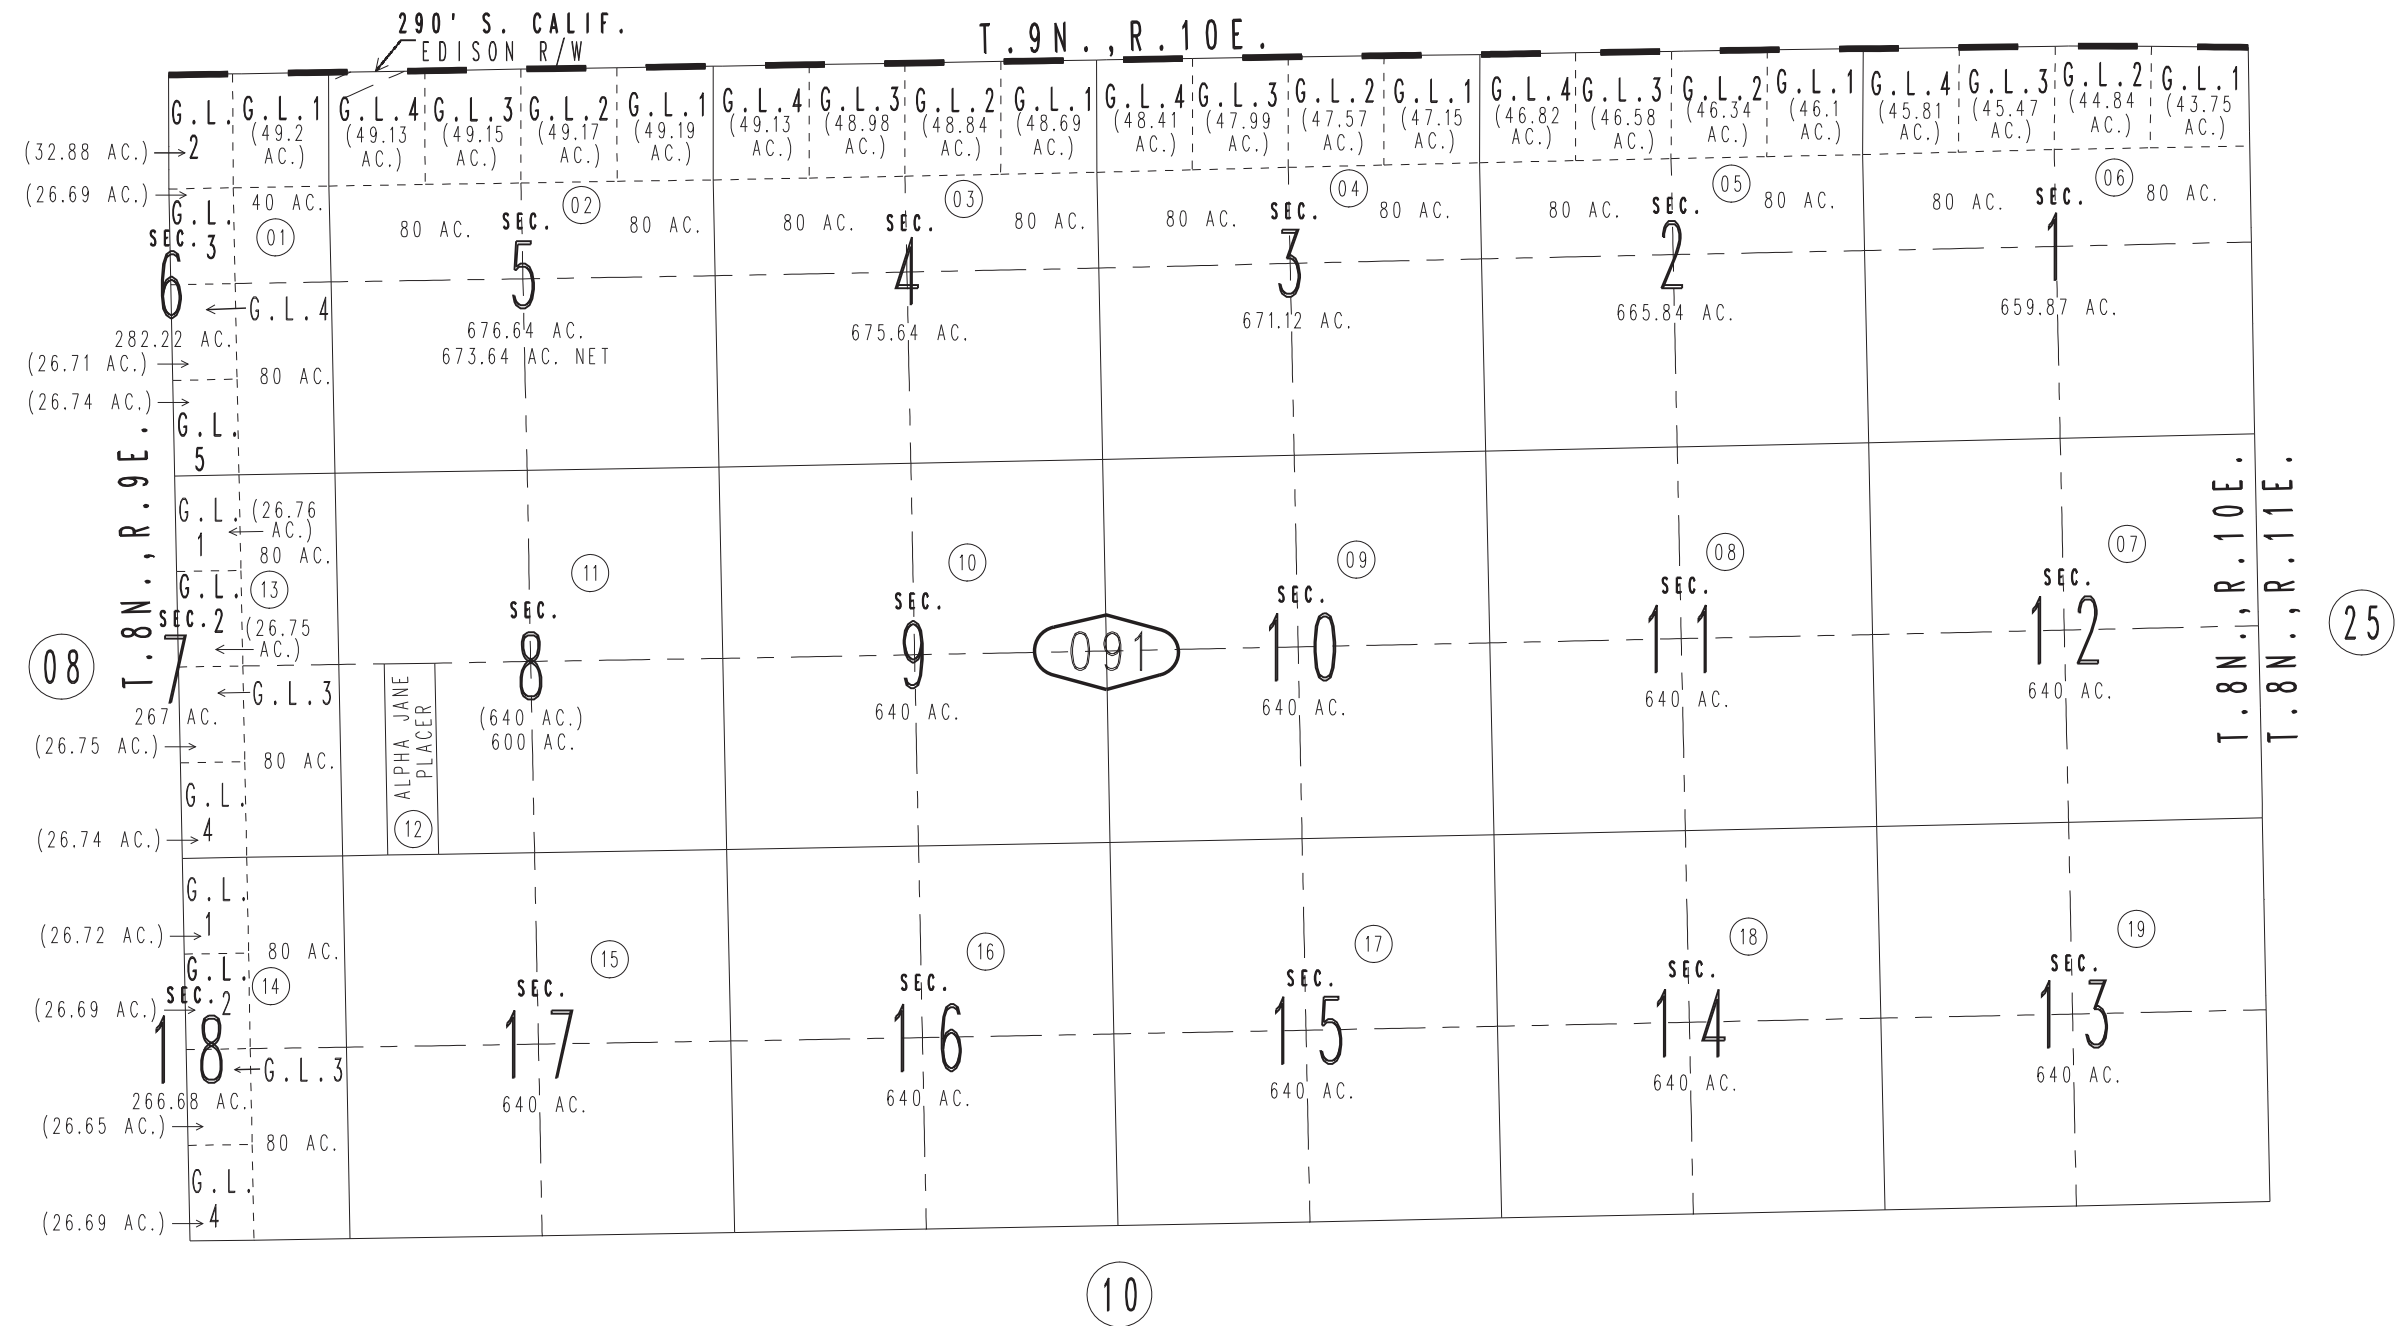 290' S. CALIF.
EDISON R/W
T.9N.,R.10E.
G.L.
2
(32.88 AC.)
G.L.1
(49.2
AC.)
G.L.4
(49.13
AC.)
G.L.3
(49.15
AC.)
G.L.2
(49.17
AC.)
G.L.1
(49.19
AC.)
G.L.4
(49.13
AC.)
G.L.3
(48.98
AC.)
G.L.2
(48.84
AC.)
G.L.1
(48.69
AC.)
G.L.4
(48.41
AC.)
G.L.3
(47.99
AC.)
G.L.2
(47.57
AC.)
G.L.1
(47.15
AC.)
G.L.4
(46.82
AC.)
G.L.3
(46.58
AC.)
G.L.2
(46.34
AC.)
G.L.1
(46.1
AC.)
G.L.4
(45.81
AC.)
G.L.3
(45.47
AC.)
G.L.2
(44.84
AC.)
G.L.1
(43.75
AC.)
(26.69 AC.)
G.L.
3
40 AC.
01
SEC.
6
282.22 AC.
G.L.4
(26.71 AC.)
80 AC.
(26.74 AC.)
G.L.
5
80 AC.
SEC.
5
02
80 AC.
676.64 AC.
673.64 AC. NET
80 AC.
SEC.
4
03
80 AC.
675.64 AC.
80 AC.
SEC.
3
04
80 AC.
671.12 AC.
80 AC.
SEC.
2
05
80 AC.
665.84 AC.
80 AC.
SEC.
1
06
80 AC.
659.87 AC.
T.8N.,R.9E.
T.8N.,R.10E.
T.8N.,R.11E.
08
25
G.L.
1
(26.76
AC.)
80 AC.
G.L.
2
13
(26.75
AC.)
SEC.
7
267 AC.
G.L.3
(26.75 AC.)
80 AC.
G.L.
4
(26.74 AC.)
ALPHA JANE
PLACER
12
SEC.
8
11
(640 AC.)
600 AC.
SEC.
9
10
640 AC.
091
SEC.
10
09
640 AC.
SEC.
11
08
640 AC.
SEC.
12
07
640 AC.
G.L.
1
(26.72 AC.)
80 AC.
G.L.
2
14
(26.69 AC.)
SEC.
18
266.68 AC.
G.L.3
(26.65 AC.)
80 AC.
G.L.
4
(26.69 AC.)
SEC.
17
15
640 AC.
SEC.
16
16
640 AC.
SEC.
15
17
640 AC.
SEC.
14
18
640 AC.
SEC.
13
19
640 AC.
10